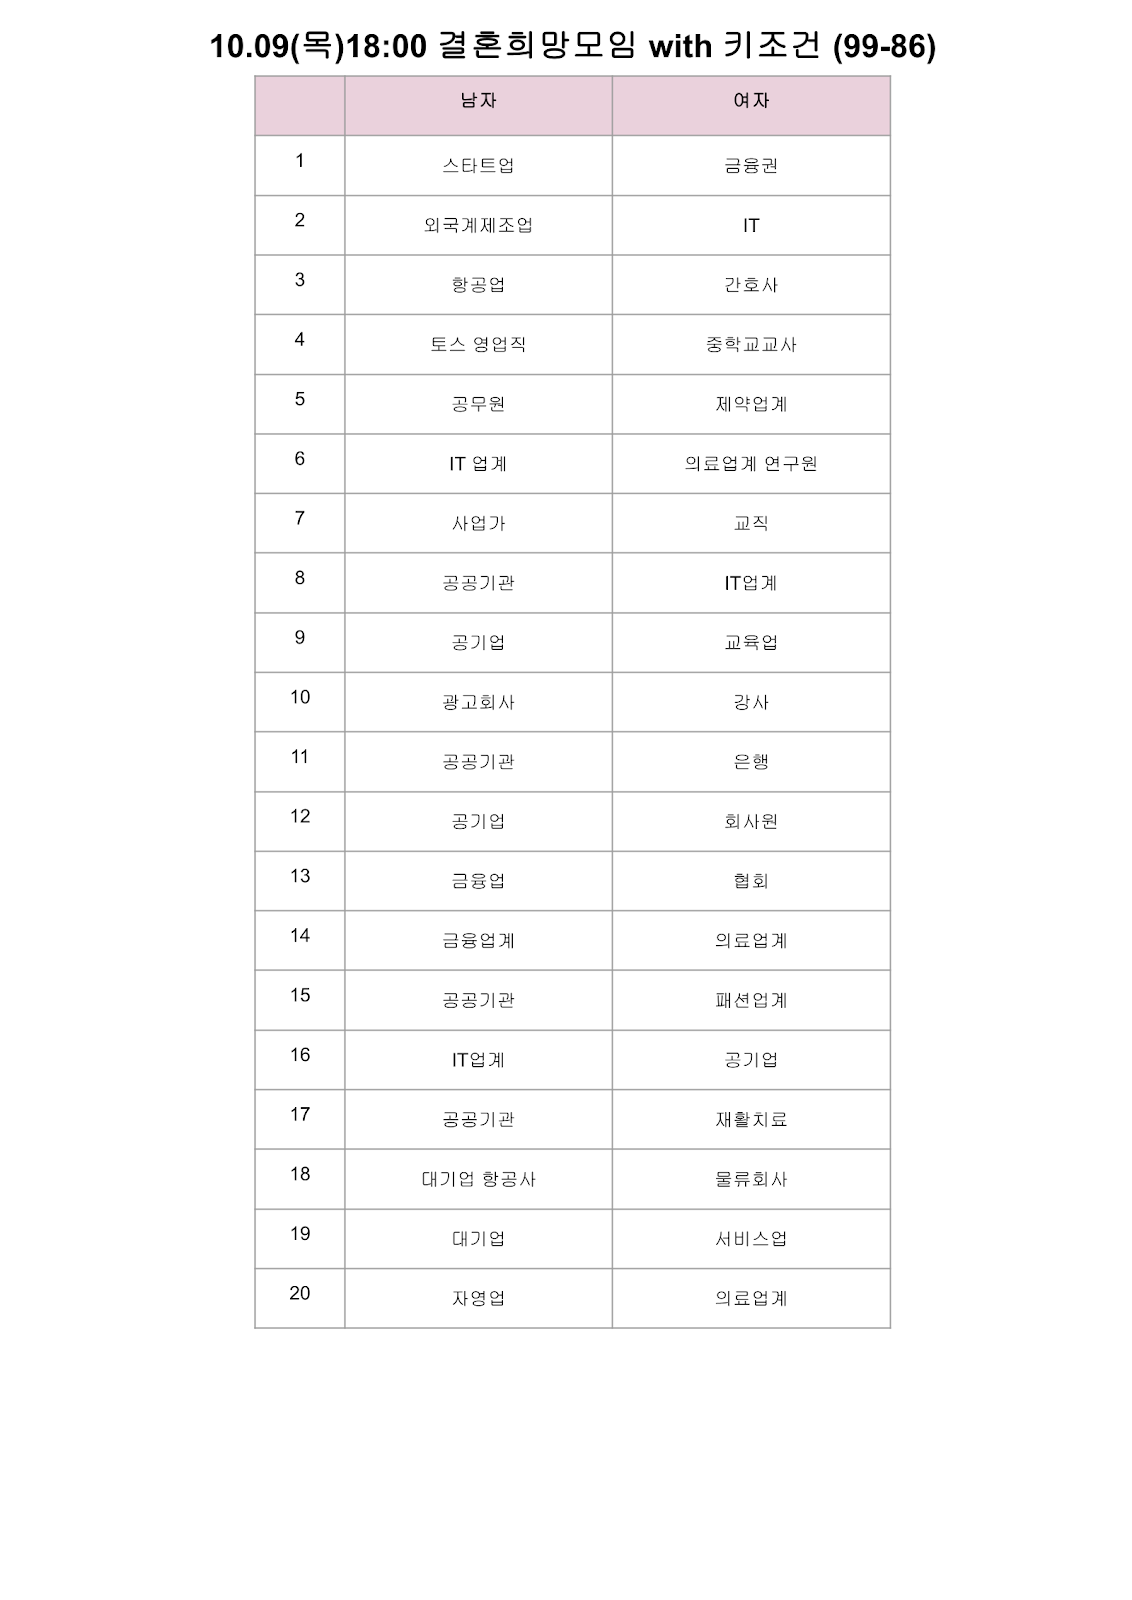 10.09(목)18:00 결혼희망모임 with 키조건 (99-86)
남자 여자
1 스타트업 금융권
2 외국계제조업 IT
3 항공업 간호사
4 토스 영업직 중학교교사
5 공무원 제약업계
6 IT 업계 의료업계 연구원
7 사업가 교직
8 공공기관 IT업계
9 공기업 교육업
10 광고회사 강사
11 공공기관 은행
12 공기업 회사원
13 금융업 협회
14 금융업계 의료업계
15 공공기관 패션업계
16 IT업계 공기업
17 공공기관 재활치료
18 대기업 항공사 물류회사
19 대기업 서비스업
20 자영업 의료업계